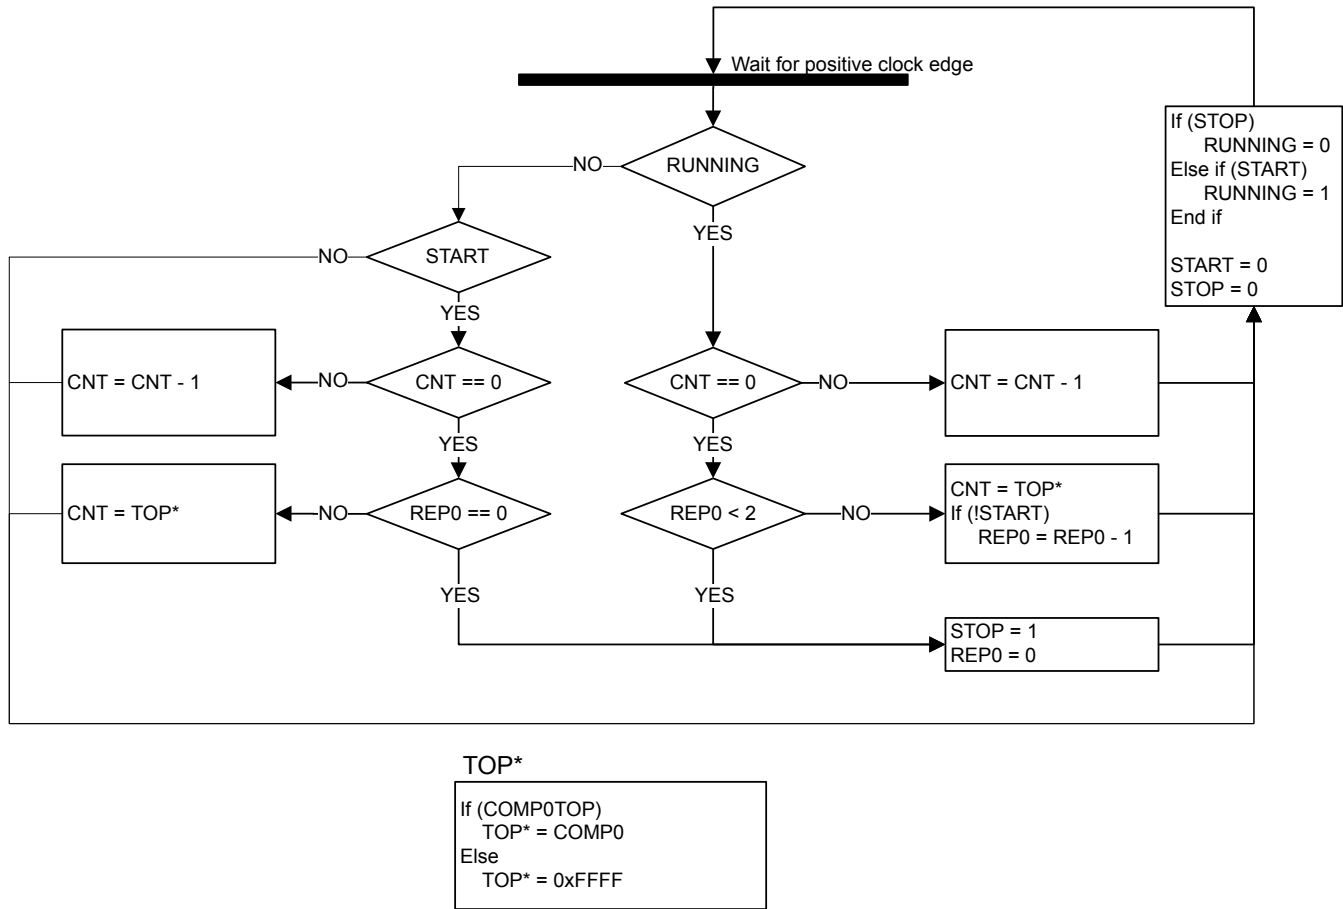 Wait for positive clock edge
If (STOP)
RUNNING = 0
Else if (START)
RUNNING = 1
End if
START = 0
STOP = 0
RUNNING
NO
YES
START
NO
YES
CNT = CNT - 1
NO
CNT == 0
YES
CNT == 0
NO
CNT = CNT - 1
YES
CNT = TOP*
NO
REP0 == 0
YES
REP0 < 2
NO
CNT = TOP*
If (!START)
REP0 = REP0 - 1
YES
STOP = 1
REP0 = 0
TOP*
If (COMP0TOP)
TOP* = COMP0
Else
TOP* = 0xFFFF